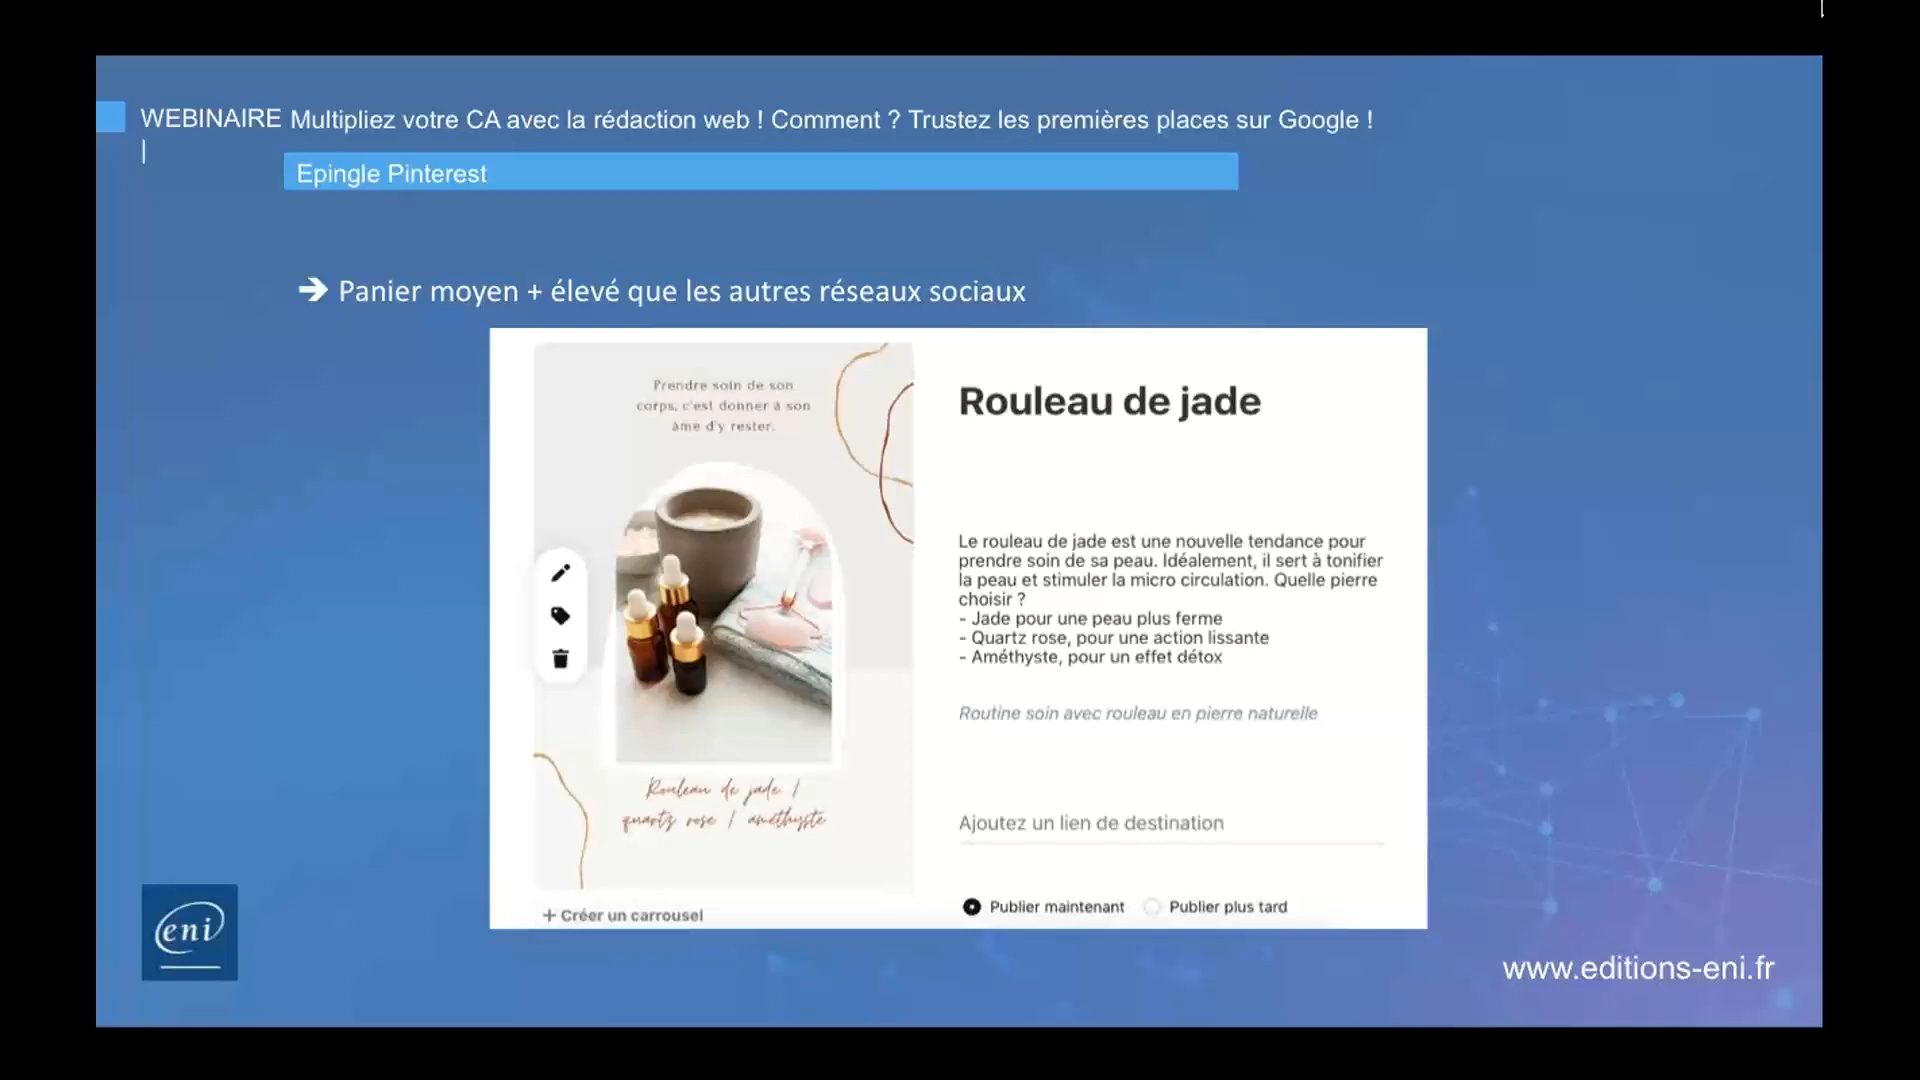 WEBINAIRE Multipliez votre CA avec la rédaction web ! Comment ? Trustez les premières places sur Google !
|
Epingle Pinterest
➔ Panier moyen + élevé que les autres réseaux sociaux
Prendre soin de son
corps, c'est donner à son
âme d'y rester.
Rouleau de jade /
quartz rose / améthyste
+ Créer un carrousel
Rouleau de jade
Le rouleau de jade est une nouvelle tendance pour
prendre soin de sa peau. Idéalement, il sert à tonifier
la peau et stimuler la micro circulation. Quelle pierre
choisir ?
- Jade pour une peau plus ferme
- Quartz rose, pour une action lissante
- Améthyste, pour un effet détox
Routine soin avec rouleau en pierre naturelle
Ajoutez un lien de destination
Publier maintenant Publier plus tard
eni
www.editions-eni.fr